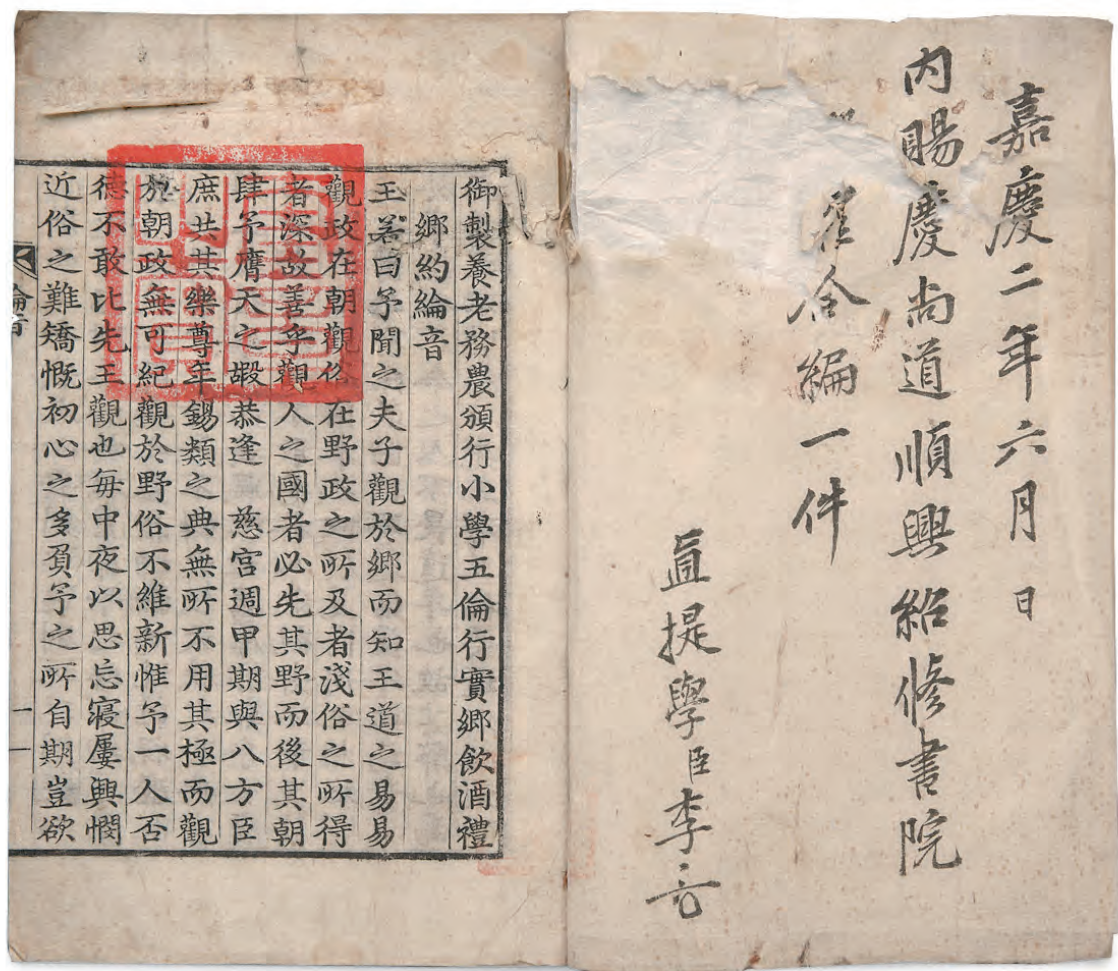 嘉慶二年六月 日
内賜慶尚道順興紹修書院
合編一件
直提學臣李
御製養老務農頒行小學五倫行實鄉飲酒禮
鄉約綸音
王若曰予聞之夫子觀於鄉而知王道之易易
觀政在朝觀俗在野政之所及者淺俗之所得
者深故善乎觀人之國者必先其野而後其朝
肆予膺天之嘏恭逢 慈宮週甲期與八方臣
庶共其樂尊年錫類之典無所不用其極而觀
於朝政無可紀觀於野俗不維新惟予一人否
德不敢比先王觀也每中夜以思忘寢屢興憫
近俗之難矯慨初心之多負予之所自期豈欲
綸音 一